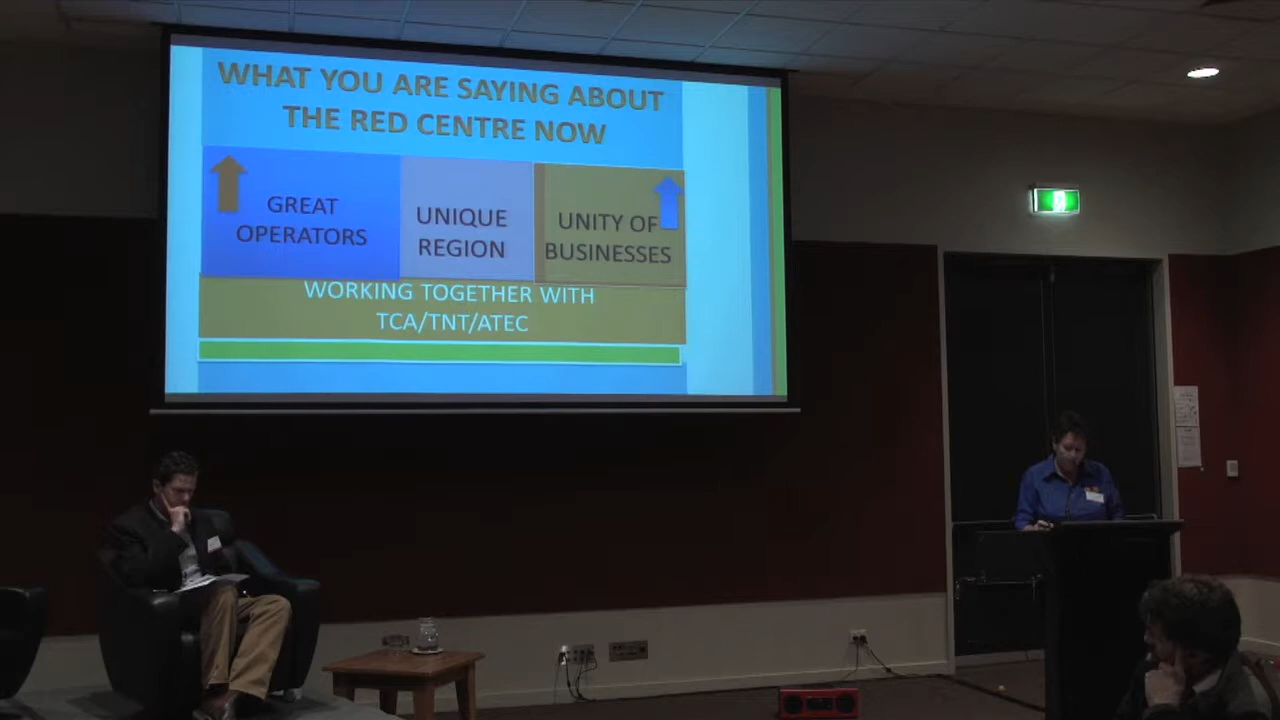 WHAT YOU ARE SAYING ABOUT
THE RED CENTRE NOW
GREAT
OPERATORS
UNIQUE
REGION
UNITY OF
BUSINESSES
WORKING TOGETHER WITH
TCA/TNT/ATEC